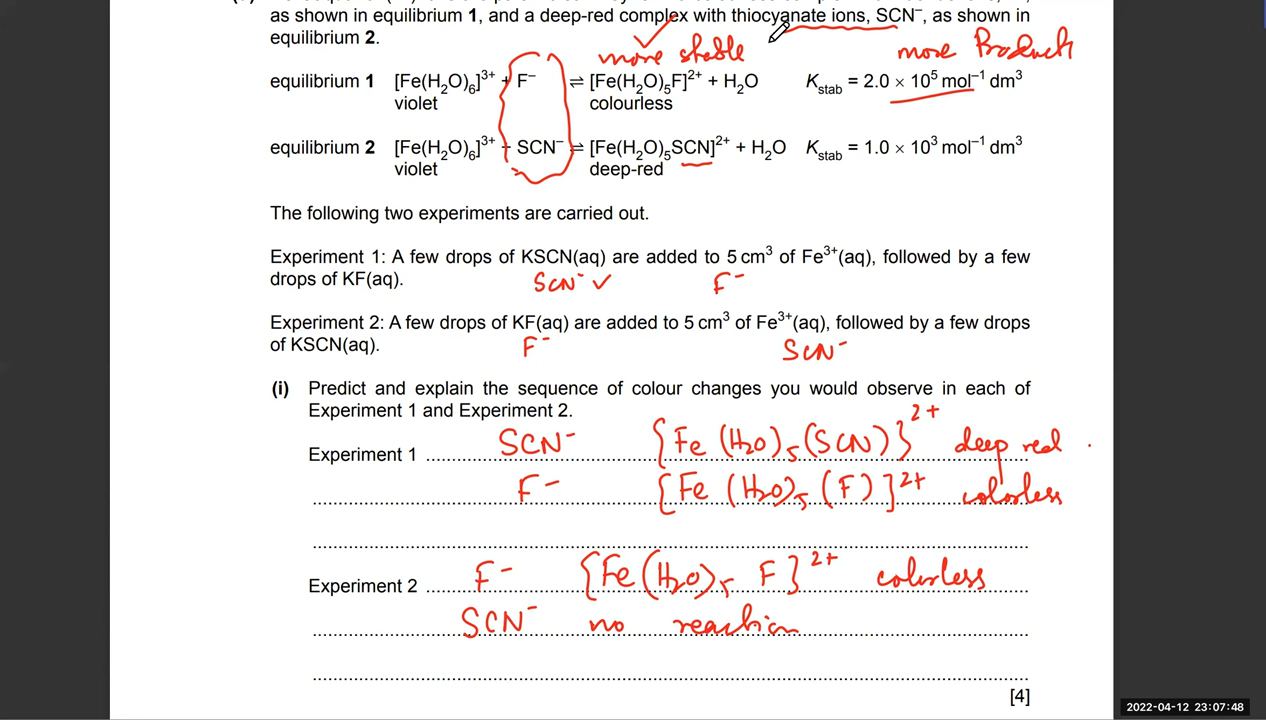 as shown in equilibrium 1, and a deep-red complex with thiocyanate ions, SCN⁻, as shown in
equilibrium 2.
more stable
more Product
equilibrium 1 [Fe(H₂O)₆]³⁺ + F⁻ ⇌ [Fe(H₂O)₅F]²⁺ + H₂O Kstab = 2.0 × 10⁵ mol⁻¹ dm³
violet colourless
equilibrium 2 [Fe(H₂O)₆]³⁺ + SCN⁻ ⇌ [Fe(H₂O)₅SCN]²⁺ + H₂O Kstab = 1.0 × 10³ mol⁻¹ dm³
violet deep-red
The following two experiments are carried out.
Experiment 1: A few drops of KSCN(aq) are added to 5 cm³ of Fe³⁺(aq), followed by a few
drops of KF(aq).
SCN⁻ ✓ F⁻
Experiment 2: A few drops of KF(aq) are added to 5 cm³ of Fe³⁺(aq), followed by a few drops
of KSCN(aq).
F⁻ SCN⁻
(i) Predict and explain the sequence of colour changes you would observe in each of
Experiment 1 and Experiment 2.
Experiment 1 SCN⁻ [Fe (H₂O)₅ (SCN)]²⁺ deep red
F⁻ [Fe (H₂O)₅ (F)]²⁺ colorless
Experiment 2 F⁻ [Fe (H₂O)₅ F]²⁺ colorless
SCN⁻ no reaction
[4]
2022-04-12 23:07:48